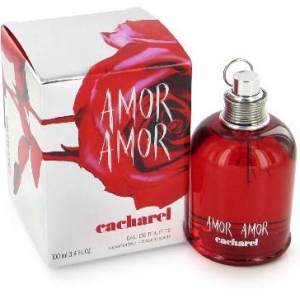 AMOR
AMOR
cacharel
EAU DE TOILETTE
100 ml 3.4 FL.OZ
AMOR AMOR
cacharel